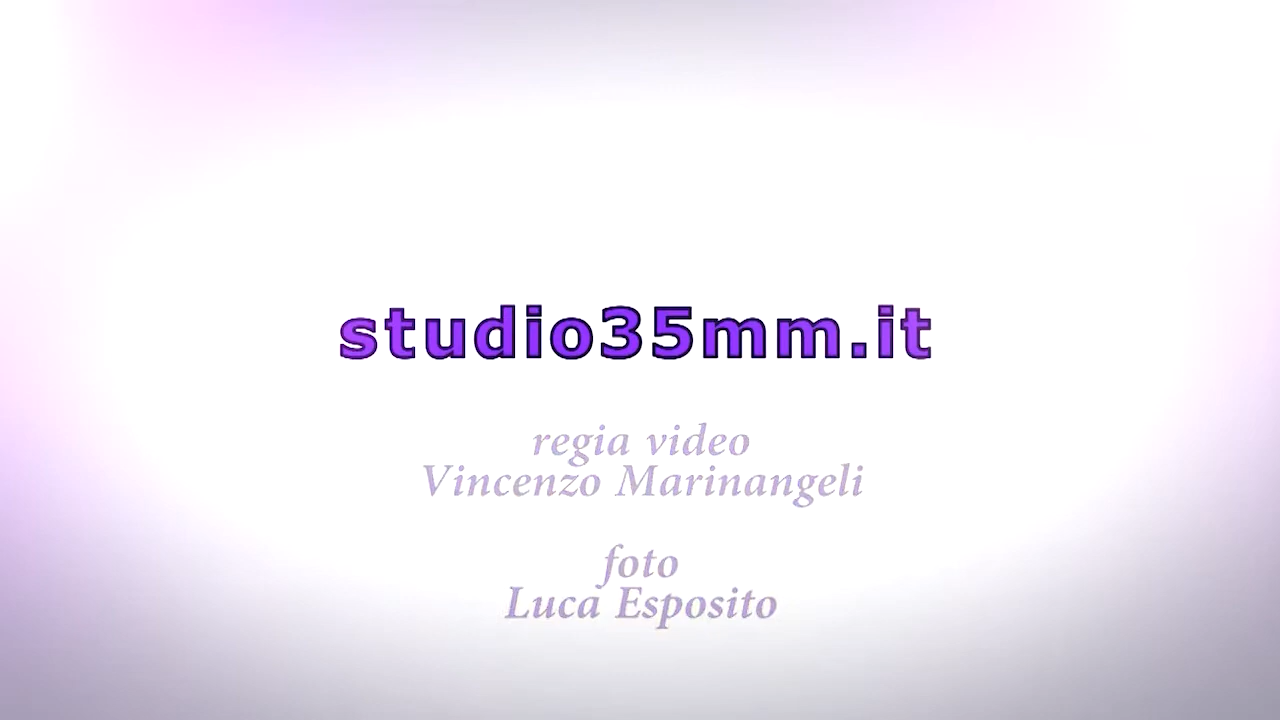 studio35mm.it
regia video
Vincenzo Marinangeli
foto
Luca Esposito